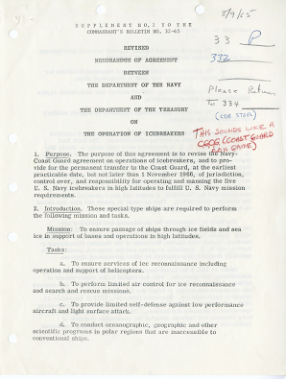 SUPPLEMENT NO. 1 TO THE
COMMANDANT'S BULLETIN NO. 32-65
8/9/65
33 P
332
REVISED
MEMORANDUM OF AGREEMENT
BETWEEN
THE DEPARTMENT OF THE NAVY
AND
THE DEPARTMENT OF THE TREASURY
ON
THE OPERATION OF ICEBREAKERS
Please Return
to 334
THIS SOUNDS LIKE A
(COAST GUARD
1. Purpose. The purpose of this agreement is to revise the Navy-
Coast Guard agreement on operations of icebreakers, and to pro-
vide for the permanent transfer to the Coast Guard, at the earliest
practicable date, but not later than 1 November 1966, of jurisdiction,
control over, and responsibility for operating and manning the five
U. S. Navy icebreakers in high latitudes to fulfill U. S. Navy mission
requirements.
2. Introduction. These special type ships are required to perform
the following mission and tasks.
Mission: To ensure passage of ships through ice fields and sea
ice in support of bases and operations in high latitudes.
Tasks:
a. To ensure services of ice reconnaissance including
operation and support of helicopters.
b. To perform limited air control for ice reconnaissance
and search and rescue missions.
c. To provide limited self-defense against low performance
aircraft and light surface attack.
d. To conduct oceanographic, geographic and other
scientific programs in polar regions that are inaccessible to
conventional ships.